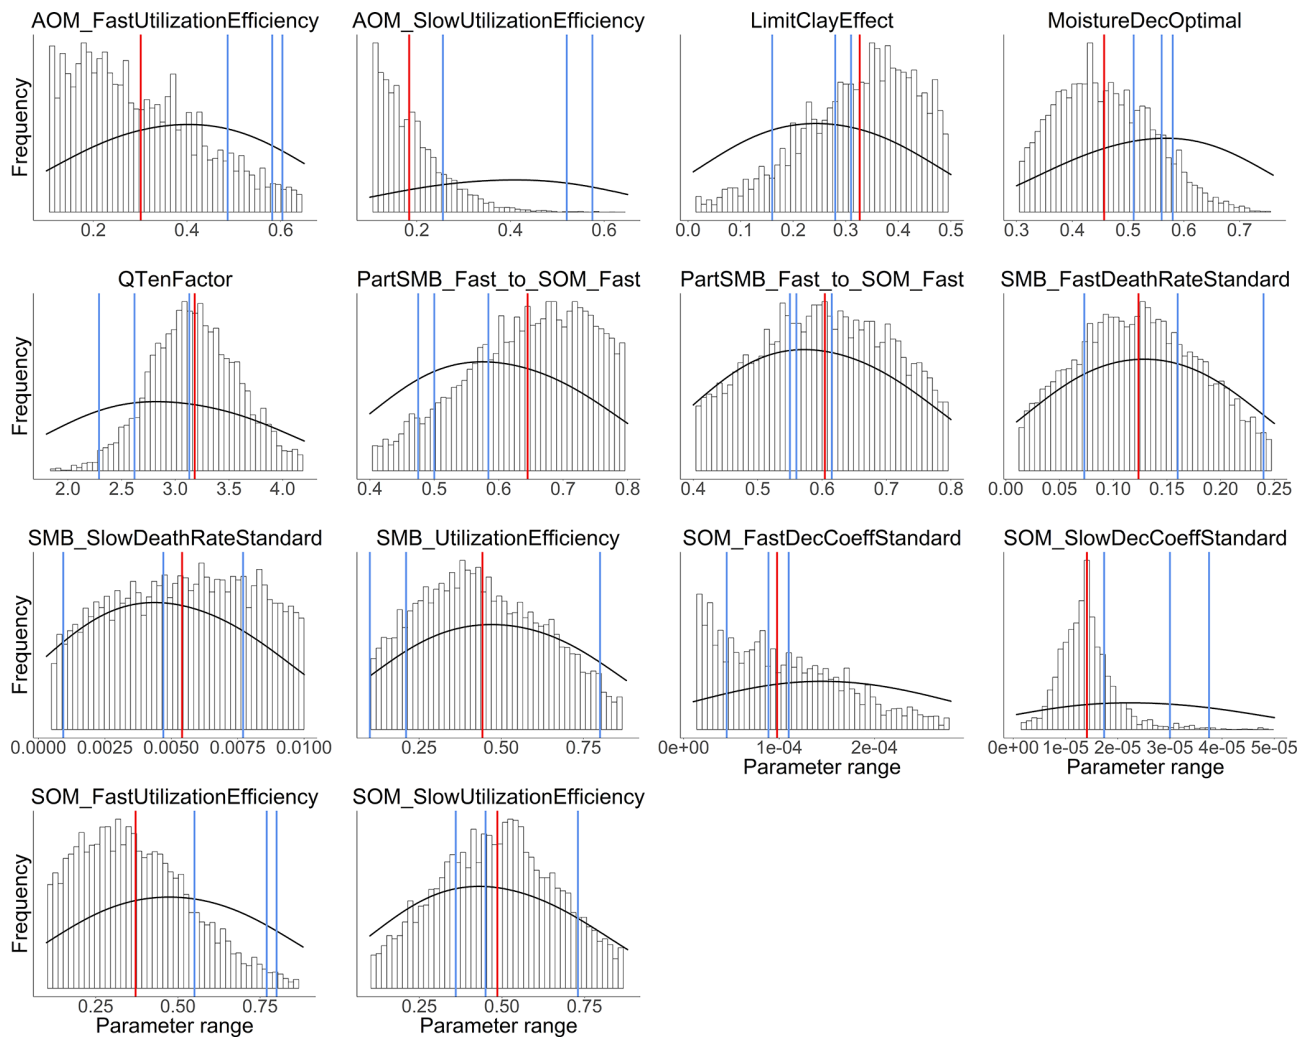 AOM_FastUtilizationEfficiency AOM_SlowUtilizationEfficiency LimitClayEffect MoistureDecOptimal
Frequency
0.2 0.4 0.6 0.2 0.4 0.6 0.0 0.1 0.2 0.3 0.4 0.5 0.3 0.4 0.5 0.6 0.7
QTenFactor PartSMB_Fast_to_SOM_Fast PartSMB_Fast_to_SOM_Fast SMB_FastDeathRateStandard
Frequency
2.0 2.5 3.0 3.5 4.0 0.4 0.5 0.6 0.7 0.8 0.4 0.5 0.6 0.7 0.8 0.00 0.05 0.10 0.15 0.20 0.25
SMB_SlowDeathRateStandard SMB_UtilizationEfficiency SOM_FastDecCoeffStandard SOM_SlowDecCoeffStandard
Frequency
0.0000 0.0025 0.0050 0.0075 0.0100 0.25 0.50 0.75 0e+00 1e-04 2e-04 0e+00 1e-05 2e-05 3e-05 4e-05 5e-05
Parameter range Parameter range
SOM_FastUtilizationEfficiency SOM_SlowUtilizationEfficiency
Frequency
0.25 0.50 0.75 0.25 0.50 0.75
Parameter range Parameter range